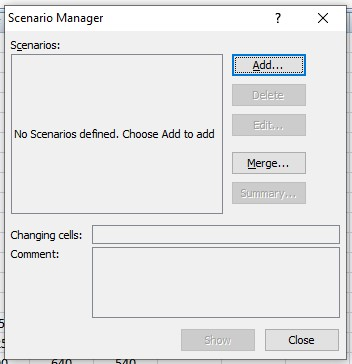 Scenario Manager
?
Scenarios:
Add...
Delete
No Scenarios defined. Choose Add to add
Edit...
Merge...
Summary...
Changing cells:
Comment:
Show
Close
640
540